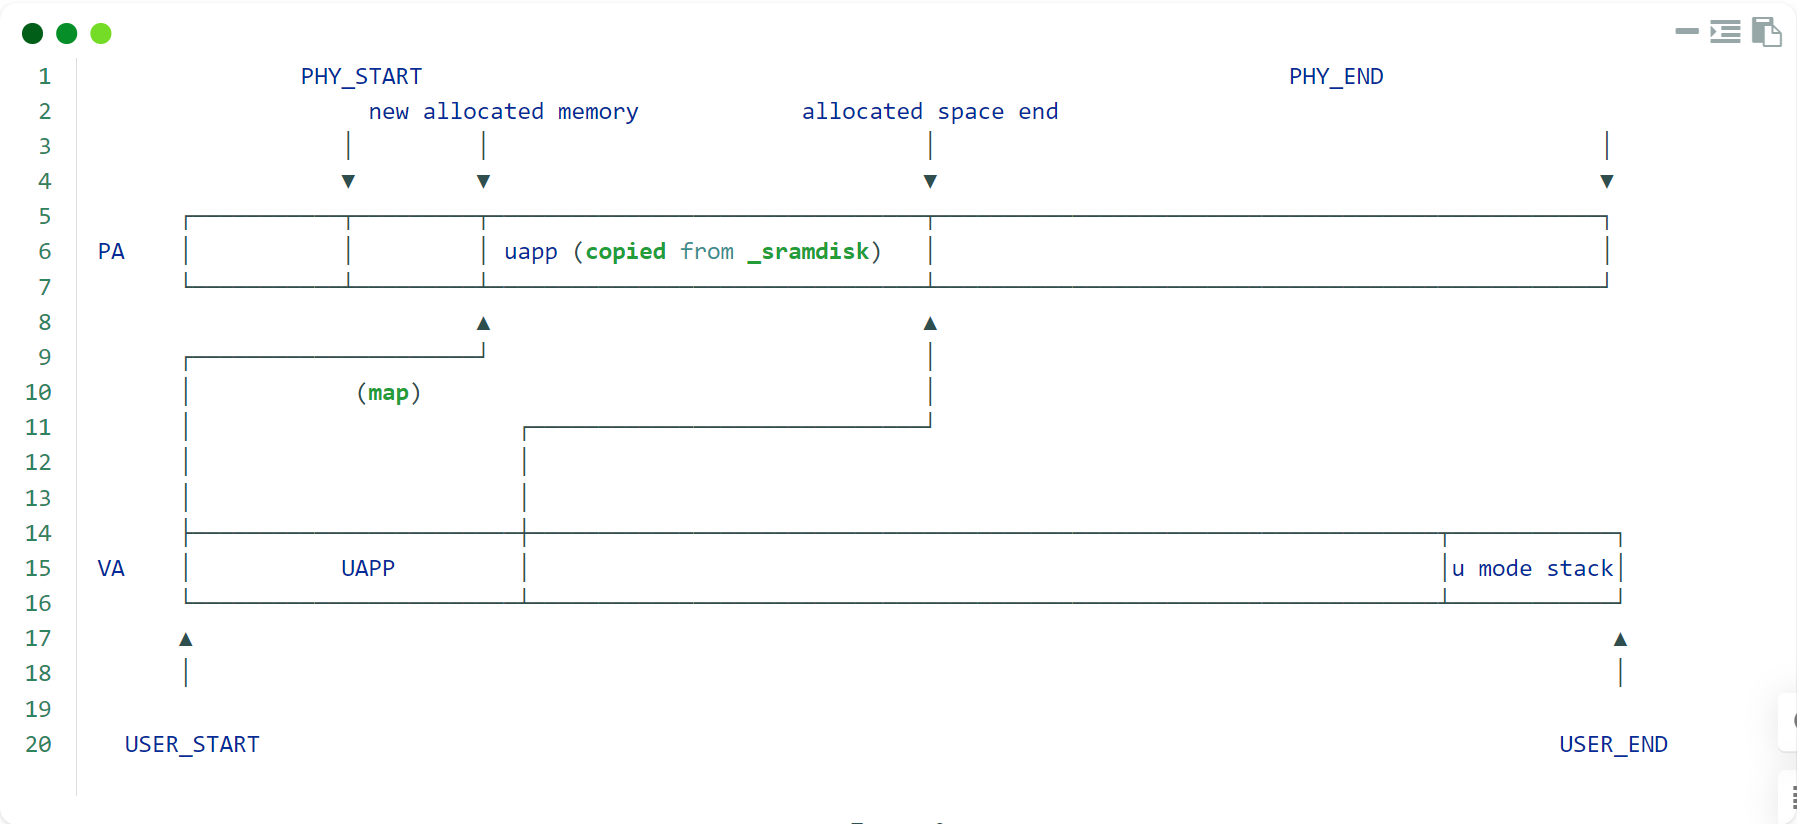 1 PHY_START PHY_END
2 new allocated memory allocated space end
3 │ │ │ │
4 ▼ ▼ ▼ ▼
5 ┌───────────┬─────────┬────────────────────────────────┬──────────────────────────────────────────────────┐
6 PA │ │ │ uapp (copied from _sramdisk) │ │
7 └───────────┴─────────┴────────────────────────────────┴──────────────────────────────────────────────────┘
8 ▲ ▲
9 ┌─────────────────────┘ │
10 │ (map) │
11 │ ┌─────────────────────────────┘
12 │ │
13 │ │
14 ├────────────────────────┼───────────────────────────────────────────────────────────────────┬────────────┐
15 VA │ UAPP │ │u mode stack│
16 └────────────────────────┴───────────────────────────────────────────────────────────────────┴────────────┘
17 ▲ ▲
18 │ │
19
20 USER_START USER_END